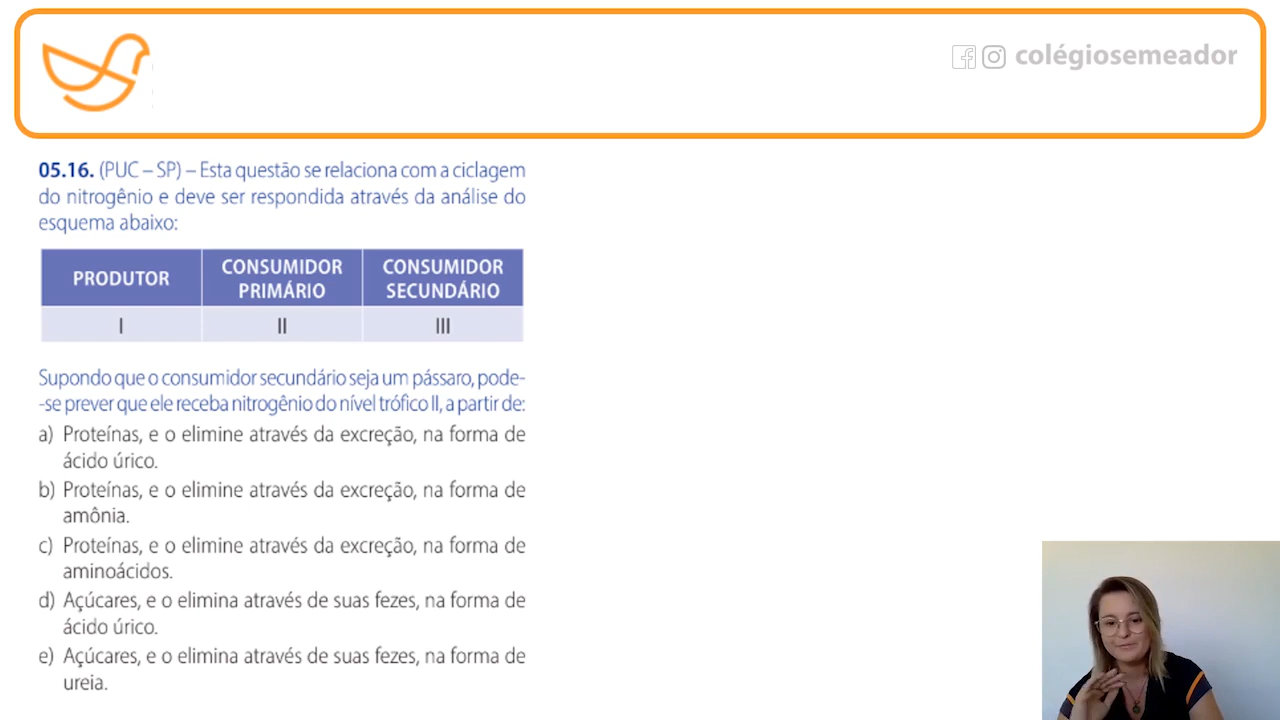 colégiosemeador
05.16. (PUC – SP) – Esta questão se relaciona com a ciclagem
do nitrogênio e deve ser respondida através da análise do
esquema abaixo:
PRODUTOR
CONSUMIDOR
PRIMÁRIO
CONSUMIDOR
SECUNDÁRIO
I
II
III
Supondo que o consumidor secundário seja um pássaro, pode-
-se prever que ele receba nitrogênio do nível trófico II, a partir de:
a) Proteínas, e o elimine através da excreção, na forma de
ácido úrico.
b) Proteínas, e o elimine através da excreção, na forma de
amônia.
c) Proteínas, e o elimine através da excreção, na forma de
aminoácidos.
d) Açúcares, e o elimina através de suas fezes, na forma de
ácido úrico.
e) Açúcares, e o elimina através de suas fezes, na forma de
ureia.